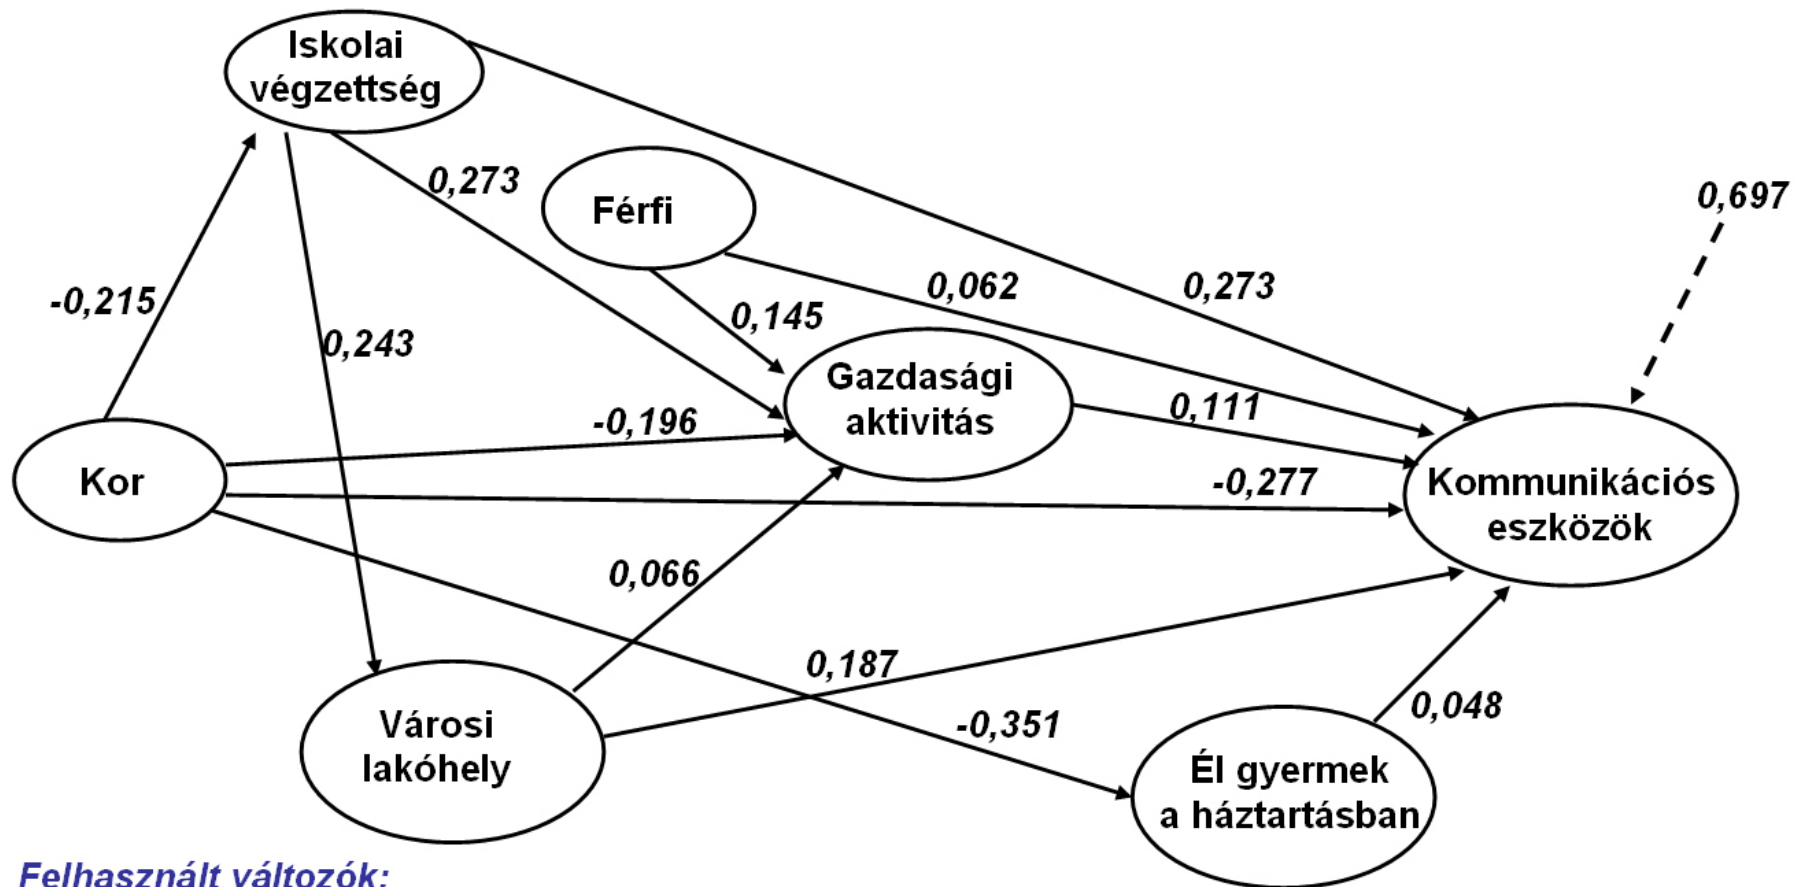 Iskolai
végzettség
0,273
Férfi
0,697
-0,215
0,243
0,145
0,062
0,273
Gazdasági
aktivitás
0,111
-0,196
Kor
-0,277
Kommunikációs
eszközök
0,066
0,187
-0,351
0,048
Városi
lakóhely
Él gyermek
a háztartásban
Felhasznált változók: